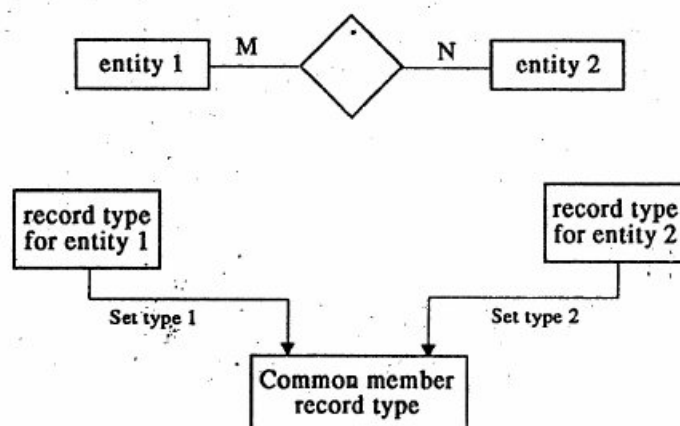 entity 1
M
N
entity 2
record type
for entity 1
record type
for entity 2
Set type 1
Set type 2
Common member
record type